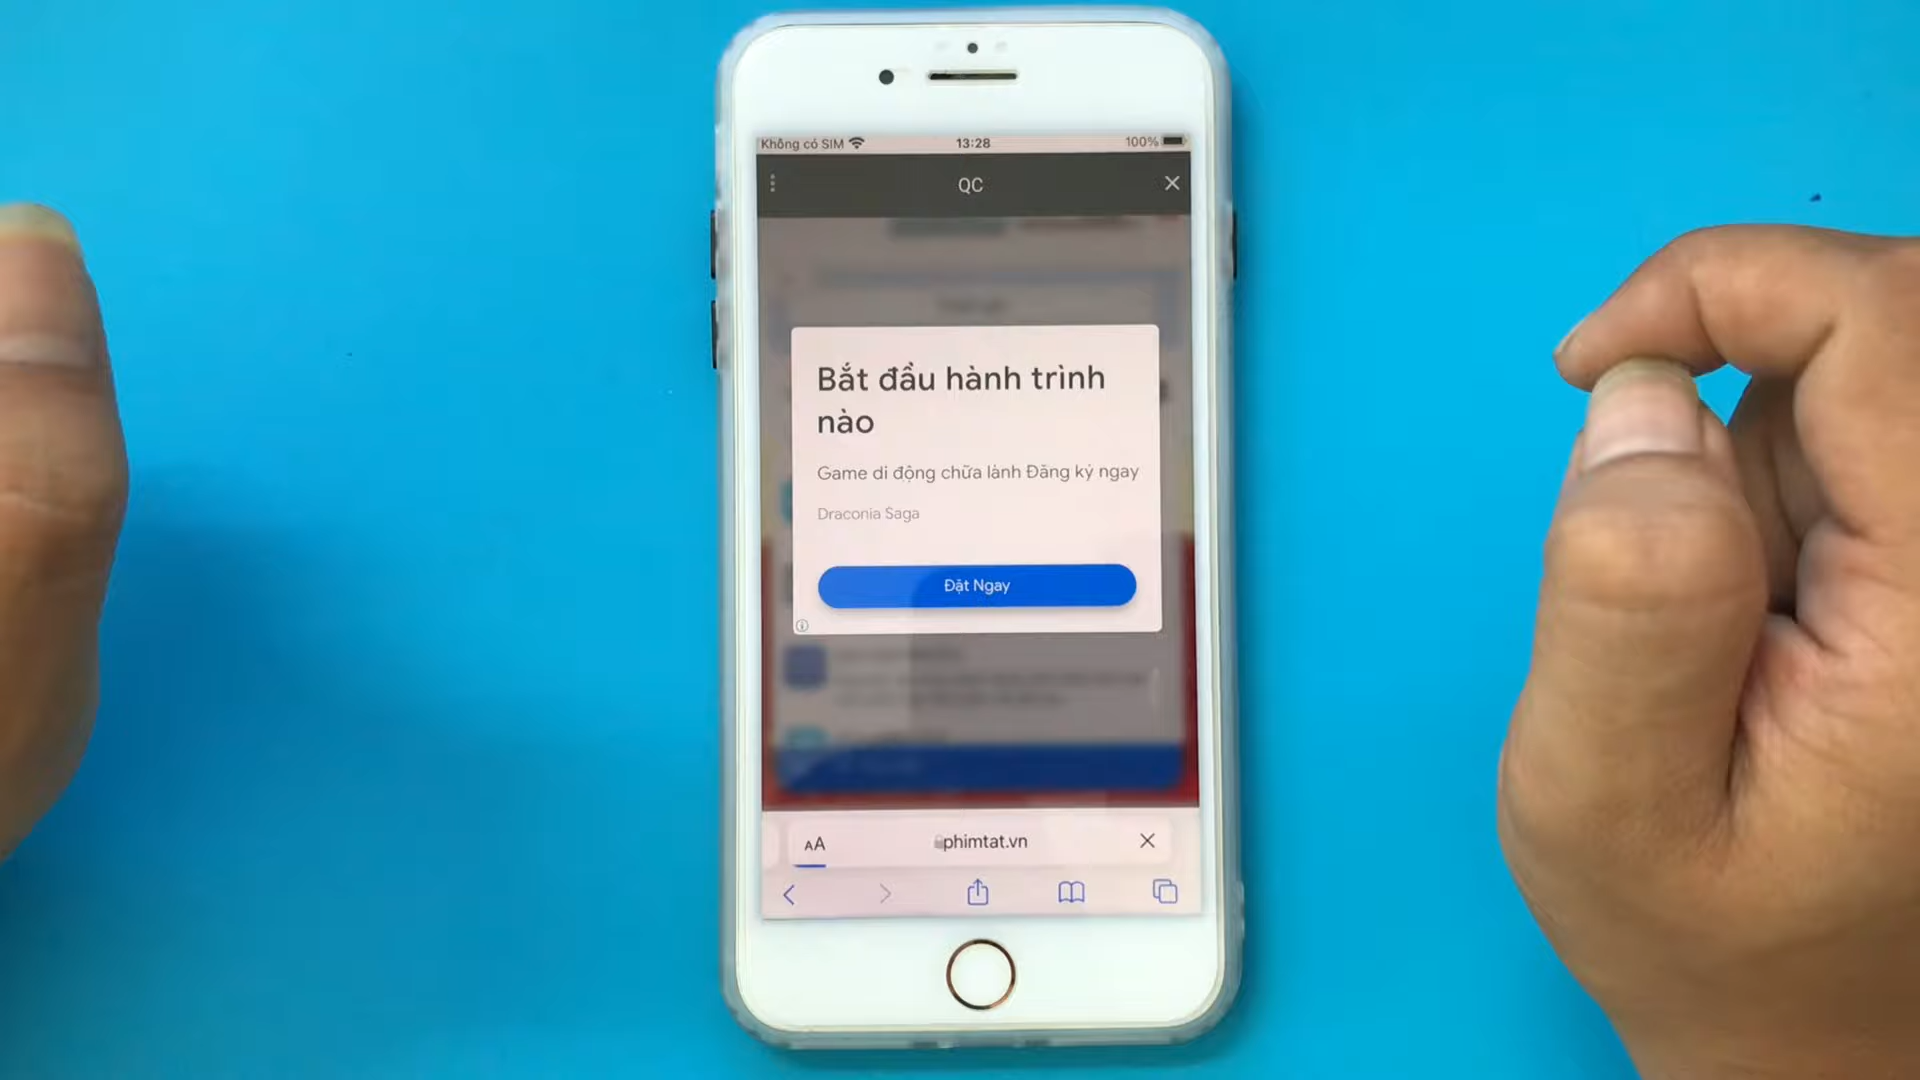 Không có SIM 13:28 100%
QC
Bắt đầu hành trình
nào
Game di động chữa lành Đăng ký ngay
Draconia Saga
Đặt Ngay
AA phimtat.vn